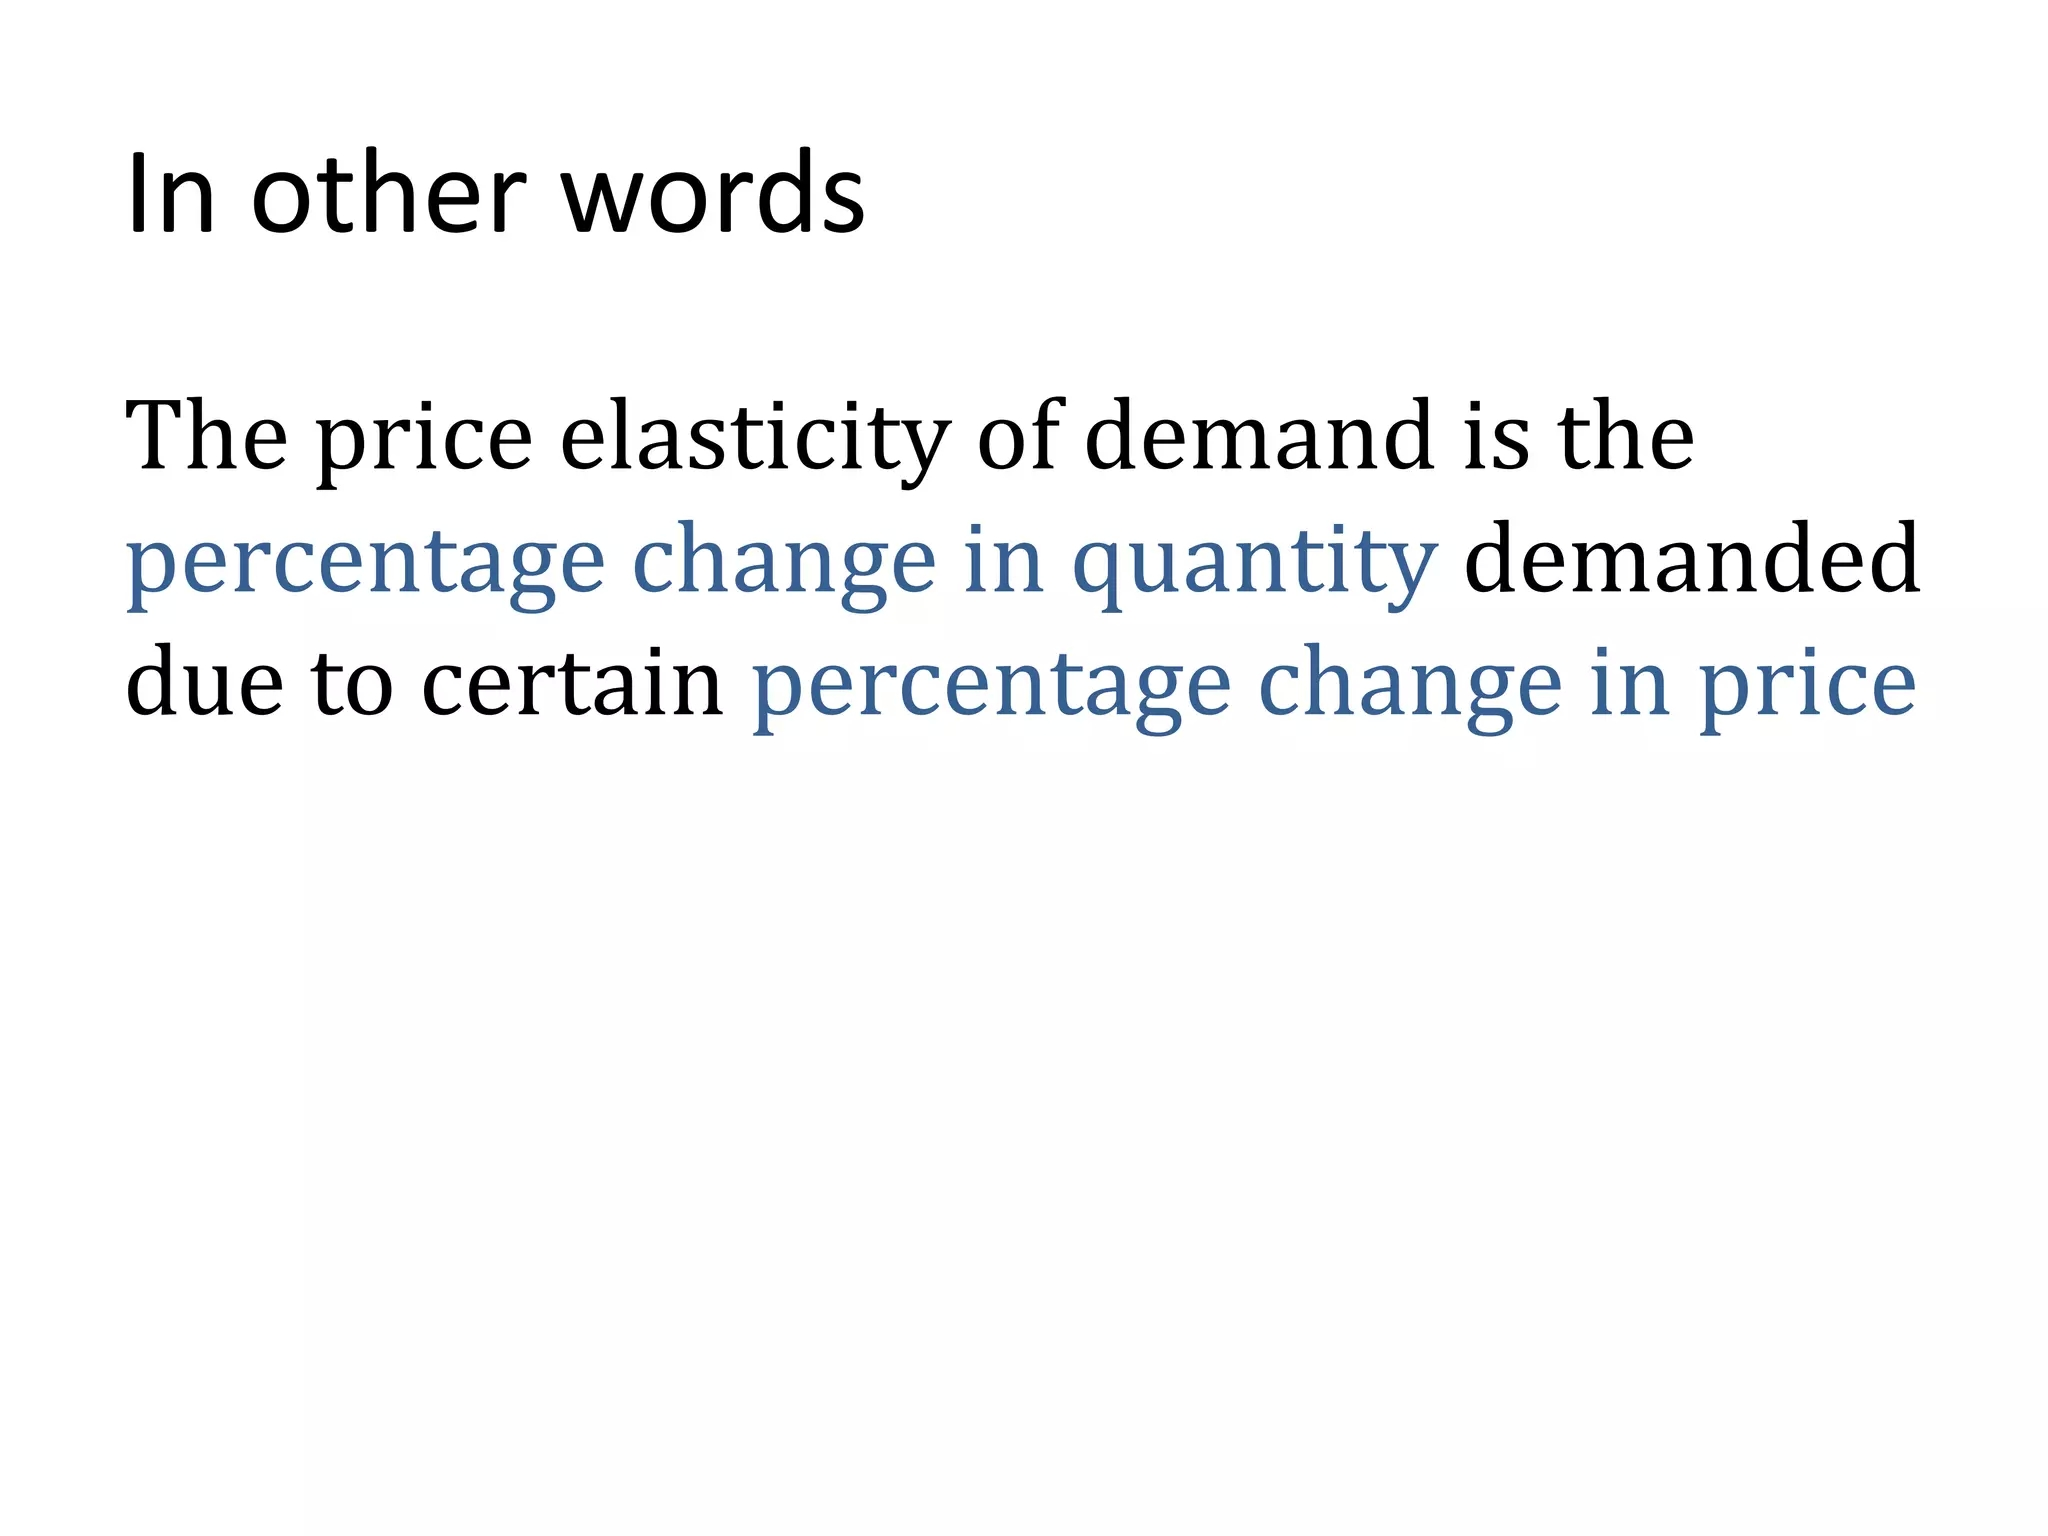 In other words
The price elasticity of demand is the
percentage change in quantity demanded
due to certain percentage change in price